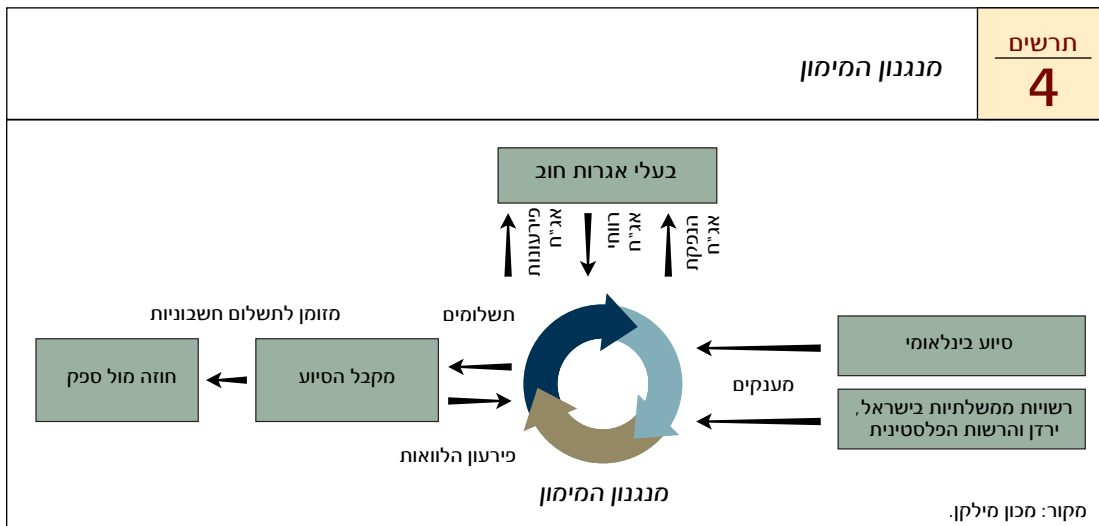 תרשים
4
מנגנון המימון
בעלי אגרות חוב
הנפקת
אג"ח
רווחי
אג"ח
פירעונות
אג"ח
סיוע בינלאומי
מענקים
רשויות ממשלתיות בישראל,
ירדן והרשות הפלסטינית
תשלומים
מזומן לתשלום חשבוניות
מקבל הסיוע
חוזה מול ספק
פירעון הלוואות
מנגנון המימון
מקור: מכון מילקן.